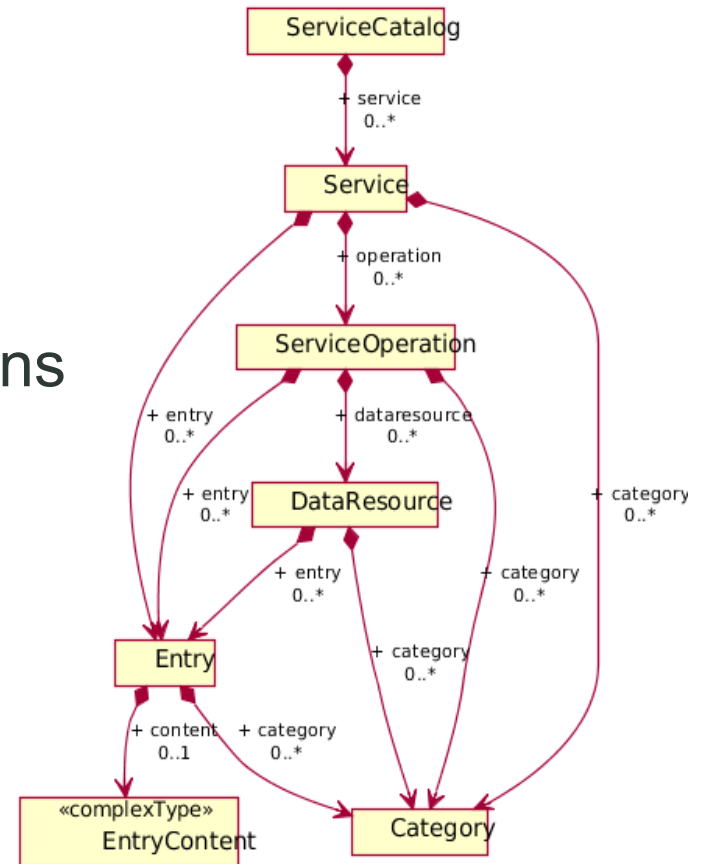 ServiceCatalog
+ service
0..*
Service
+ operation
0..*
ServiceOperation
ns
+ entry
0..*
+ dataresource
0..*
+ entry
0..*
DataResource
+ category
0..*
+ entry
0..*
+ category
0..*
+ category
0..*
Entry
+ content
0..1
+ category
0..*
«complexType»
EntryContent
Category